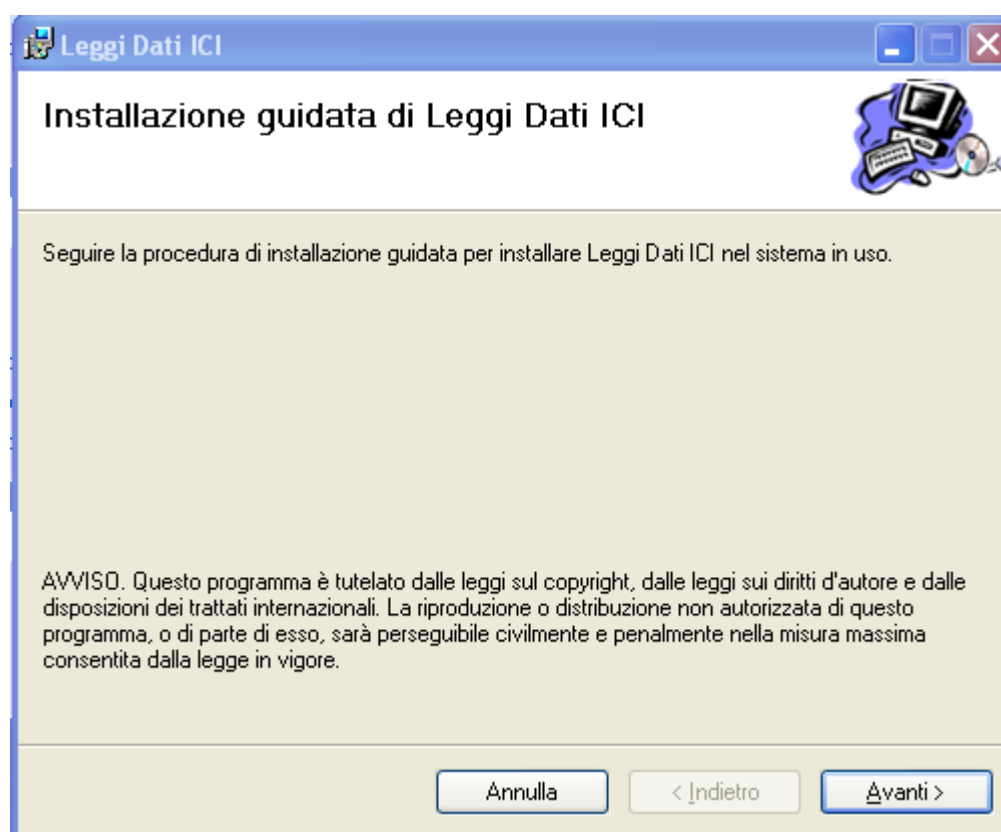 Leggi Dati ICI
Installazione guidata di Leggi Dati ICI
Seguire la procedura di installazione guidata per installare Leggi Dati ICI nel sistema in uso.
AVVISO. Questo programma è tutelato dalle leggi sul copyright, dalle leggi sui diritti d'autore e dalle
disposizioni dei trattati internazionali. La riproduzione o distribuzione non autorizzata di questo
programma, o di parte di esso, sarà perseguibile civilmente e penalmente nella misura massima
consentita dalla legge in vigore.
Annulla
< Indietro
Avanti >